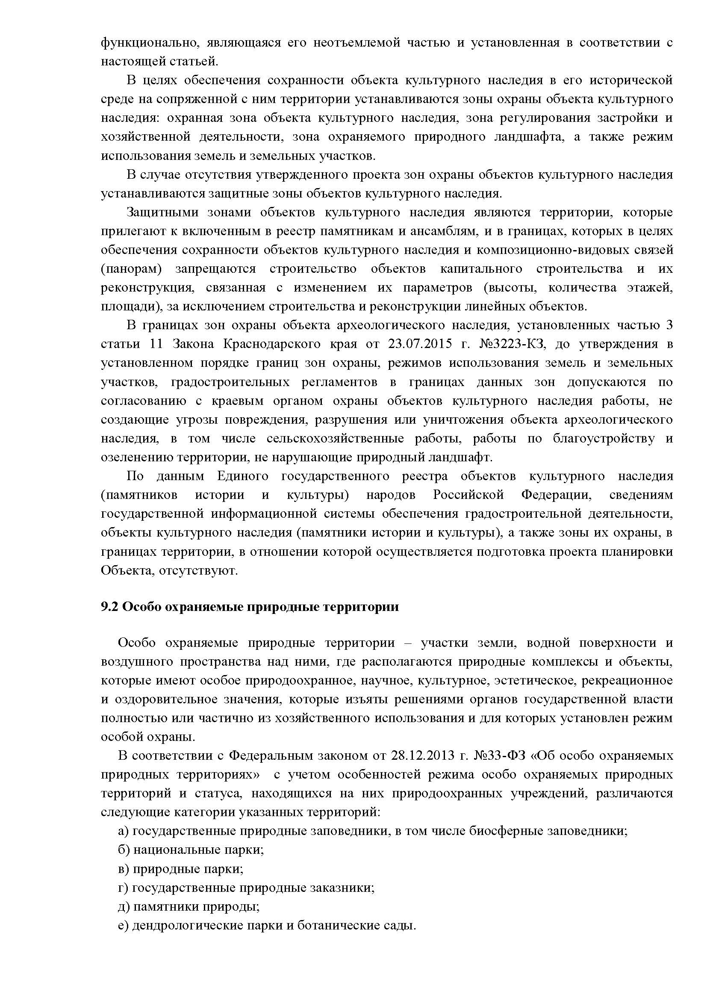 функционально, являющаяся его неотъемлемой частью и установленная в соответствии с
настоящей статьей.
В целях обеспечения сохранности объекта культурного наследия в его исторической
среде на сопряженной с ним территории устанавливаются зоны охраны объекта культурного
наследия: охранная зона объекта культурного наследия, зона регулирования застройки и
хозяйственной деятельности, зона охраняемого природного ландшафта, а также режим
использования земель и земельных участков.
В случае отсутствия утвержденного проекта зон охраны объектов культурного наследия
устанавливаются защитные зоны объектов культурного наследия.
Защитными зонами объектов культурного наследия являются территории, которые
прилегают к включенным в реестр памятникам и ансамблям, и в границах, которых в целях
обеспечения сохранности объектов культурного наследия и композиционно-видовых связей
(панорам) запрещаются строительство объектов капитального строительства и их
реконструкция, связанная с изменением их параметров (высоты, количества этажей,
площади), за исключением строительства и реконструкции линейных объектов.
В границах зон охраны объекта археологического наследия, установленных частью 3
статьи 11 Закона Краснодарского края от 23.07.2015 г. №3223-КЗ, до утверждения в
установленном порядке границ зон охраны, режимов использования земель и земельных
участков, градостроительных регламентов в границах данных зон допускаются по
согласованию с краевым органом охраны объектов культурного наследия работы, не
создающие угрозы повреждения, разрушения или уничтожения объекта археологического
наследия, в том числе сельскохозяйственные работы, работы по благоустройству и
озеленению территории, не нарушающие природный ландшафт.
По данным Единого государственного реестра объектов культурного наследия
(памятников истории и культуры) народов Российской Федерации, сведениям
государственной информационной системы обеспечения градостроительной деятельности,
объекты культурного наследия (памятники истории и культуры), а также зоны их охраны, в
границах территории, в отношении которой осуществляется подготовка проекта планировки
Объекта, отсутствуют.
9.2 Особо охраняемые природные территории
Особо охраняемые природные территории – участки земли, водной поверхности и
воздушного пространства над ними, где располагаются природные комплексы и объекты,
которые имеют особое природоохранное, научное, культурное, эстетическое, рекреационное
и оздоровительное значения, которые изъяты решениями органов государственной власти
полностью или частично из хозяйственного использования и для которых установлен режим
особой охраны.
В соответствии с Федеральным законом от 28.12.2013 г. №33-ФЗ «Об особо охраняемых
природных территориях» с учетом особенностей режима особо охраняемых природных
территорий и статуса, находящихся на них природоохранных учреждений, различаются
следующие категории указанных территорий:
а) государственные природные заповедники, в том числе биосферные заповедники;
б) национальные парки;
в) природные парки;
г) государственные природные заказники;
д) памятники природы;
е) дендрологические парки и ботанические сады.